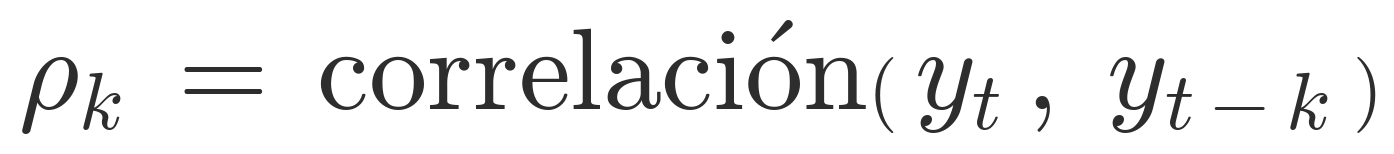 ρₖ = correlación( yₜ , yₜ₋ₖ )